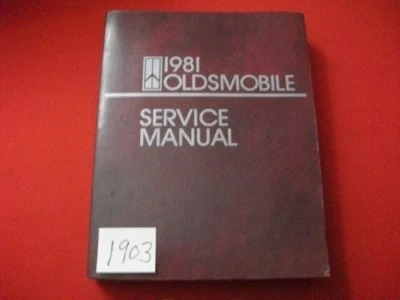 1981
OLDSMOBILE
SERVICE
MANUAL
1903